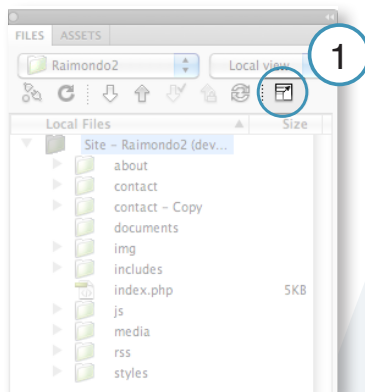 FILES ASSETS
Raimondo2 Local view
1
Local Files Size
Site - Raimondo2 (dev...
about
contact
contact - Copy
documents
img
includes
index.php 5KB
js
media
rss
styles